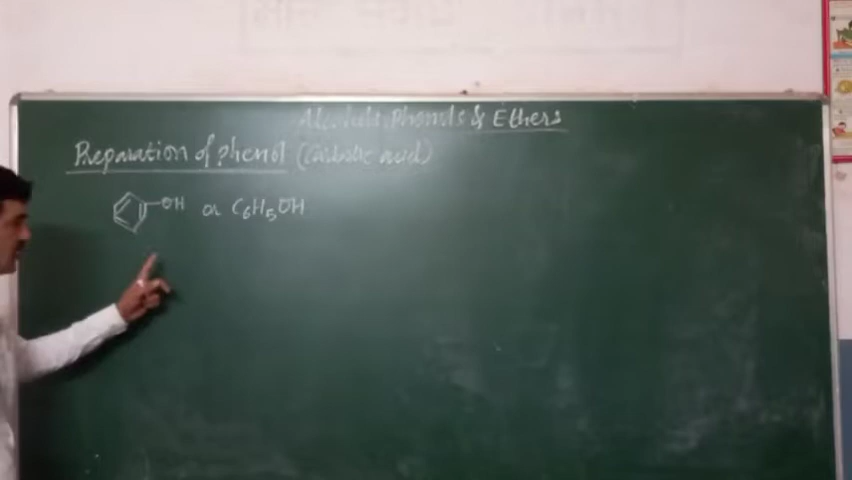 Alcohols, Phenols & Ethers
Preparation of phenol (Carbolic acid)
OH or C6H5OH